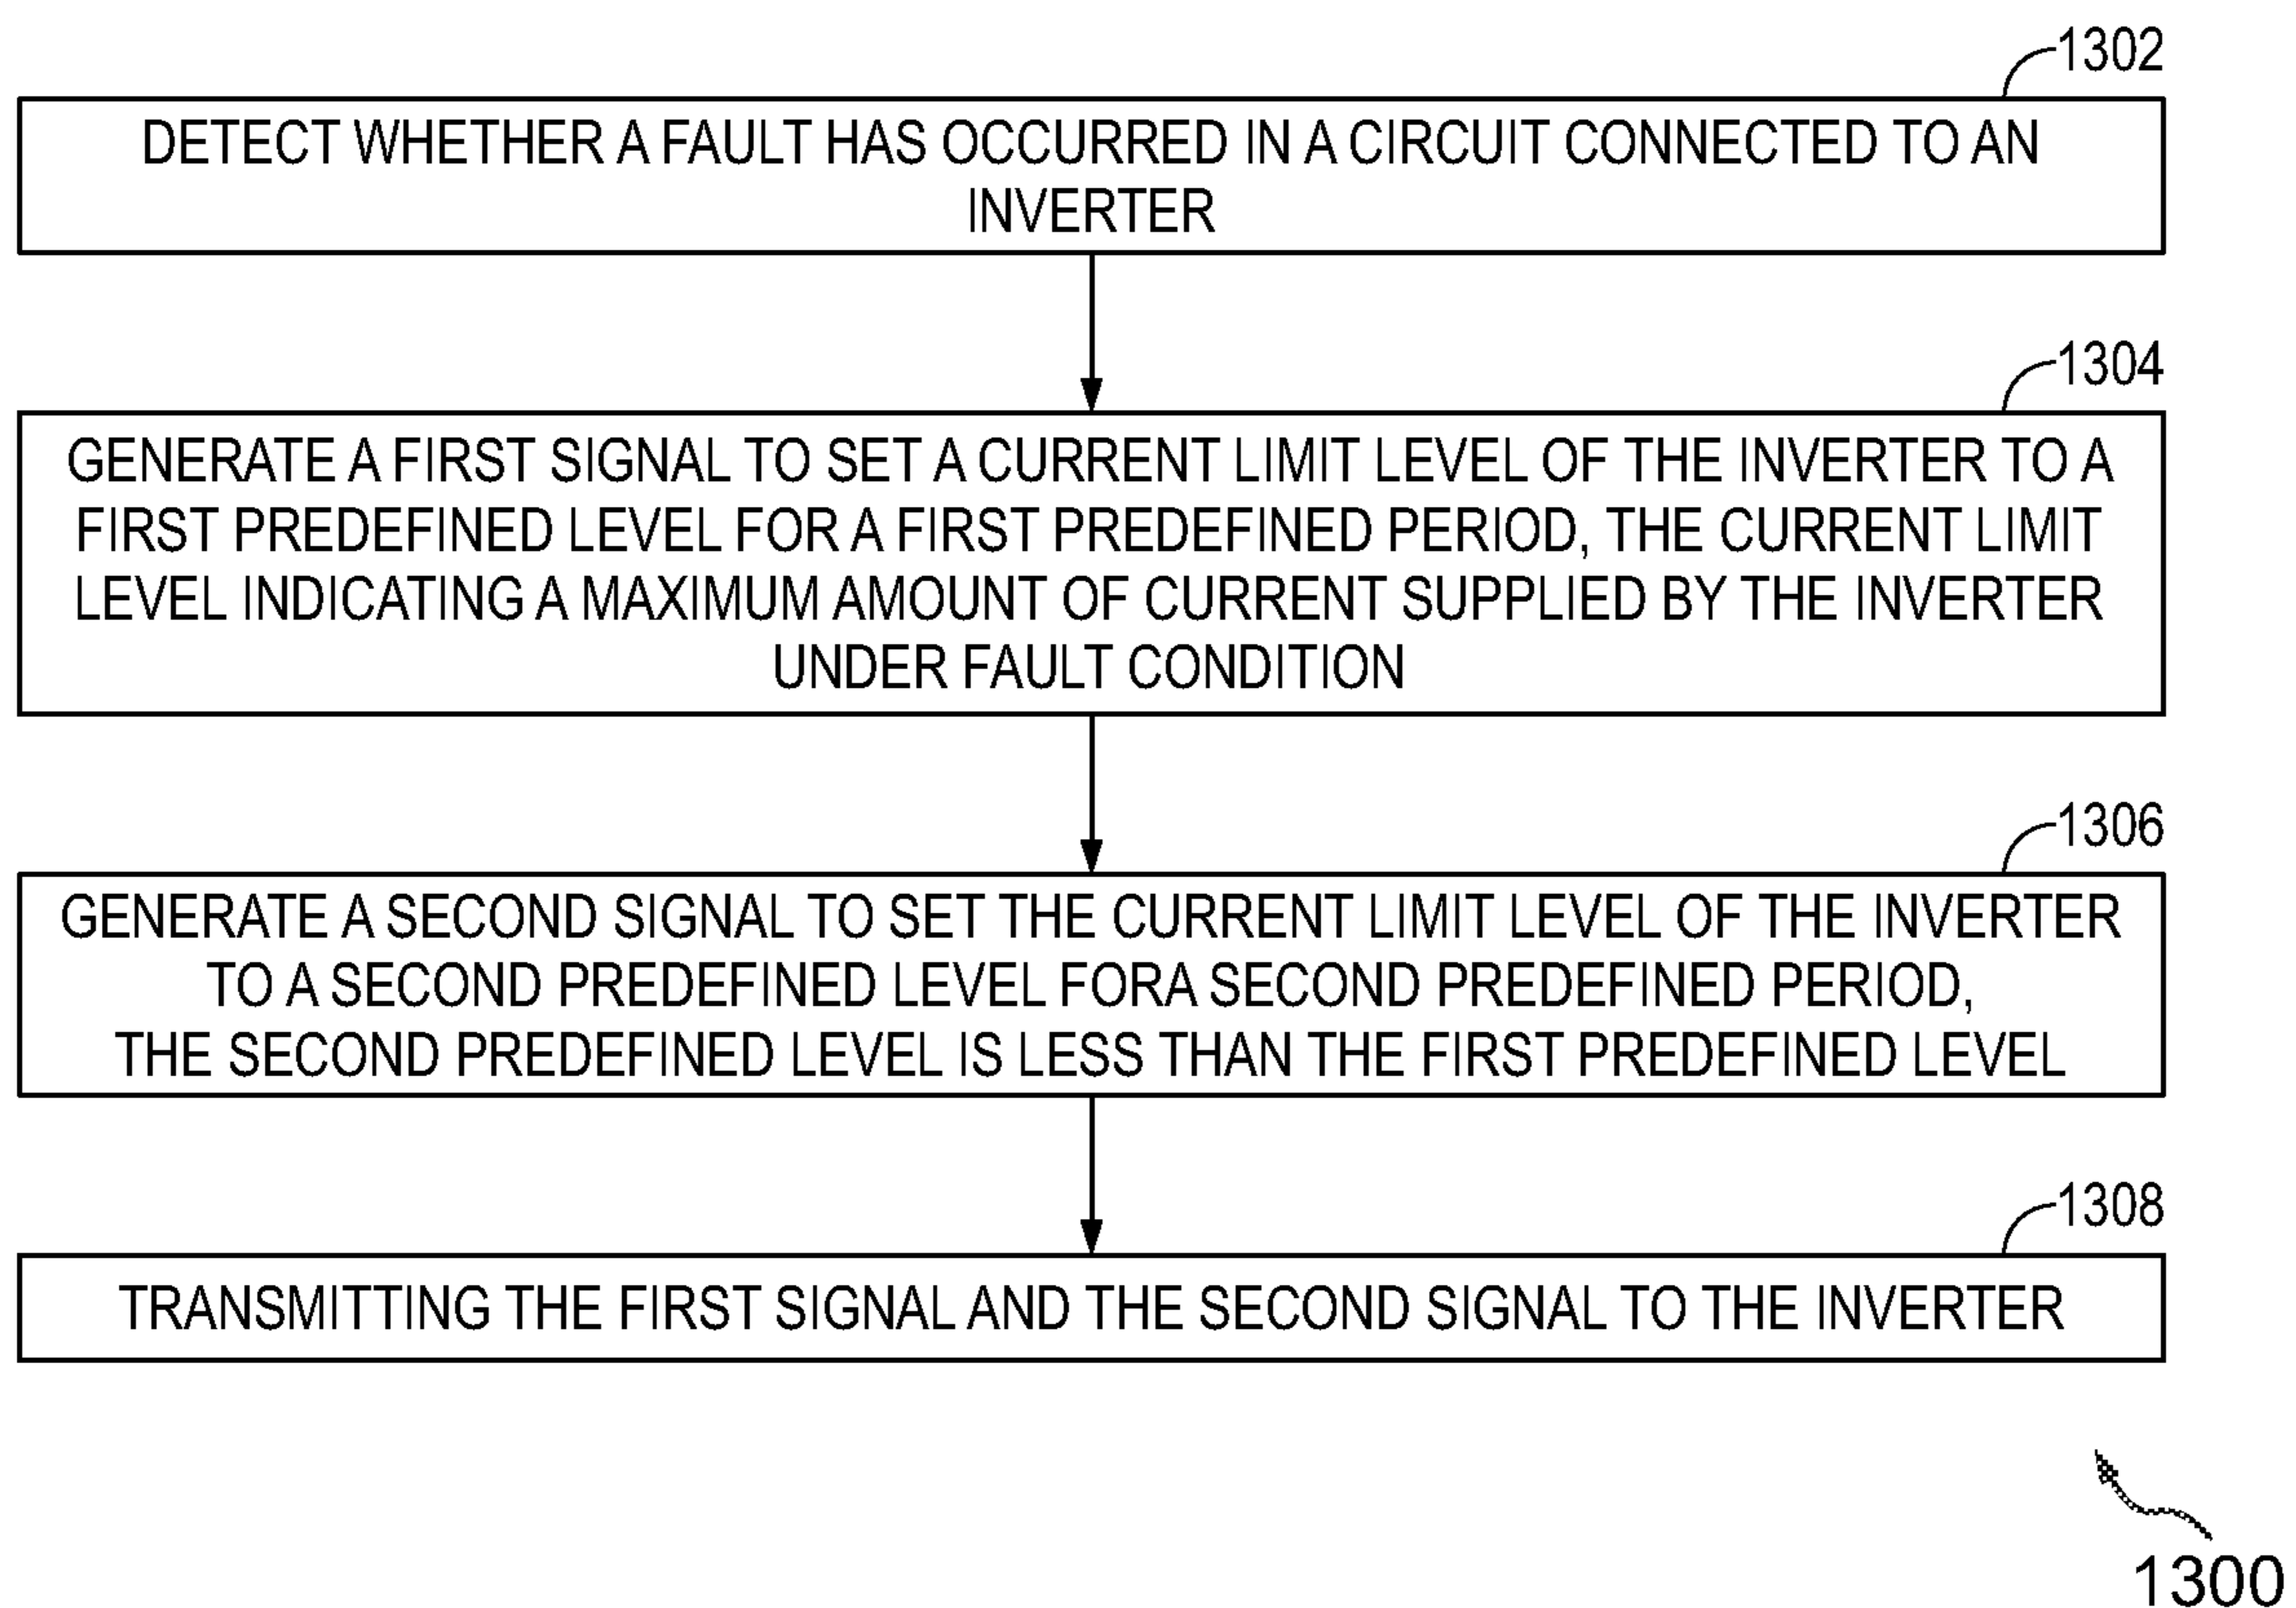 1302
DETECT WHETHER A FAULT HAS OCCURRED IN A CIRCUIT CONNECTED TO AN
INVERTER
1304
GENERATE A FIRST SIGNAL TO SET A CURRENT LIMIT LEVEL OF THE INVERTER TO A
FIRST PREDEFINED LEVEL FOR A FIRST PREDEFINED PERIOD, THE CURRENT LIMIT
LEVEL INDICATING A MAXIMUM AMOUNT OF CURRENT SUPPLIED BY THE INVERTER
UNDER FAULT CONDITION
1306
GENERATE A SECOND SIGNAL TO SET THE CURRENT LIMIT LEVEL OF THE INVERTER
TO A SECOND PREDEFINED LEVEL FORA SECOND PREDEFINED PERIOD,
THE SECOND PREDEFINED LEVEL IS LESS THAN THE FIRST PREDEFINED LEVEL
1308
TRANSMITTING THE FIRST SIGNAL AND THE SECOND SIGNAL TO THE INVERTER
1300